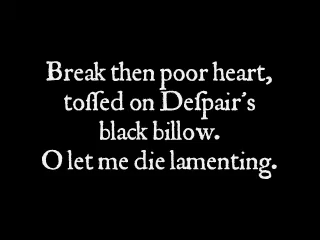 Break then poor heart,
toſſed on Deſpair's
black billow.
O let me die lamenting.